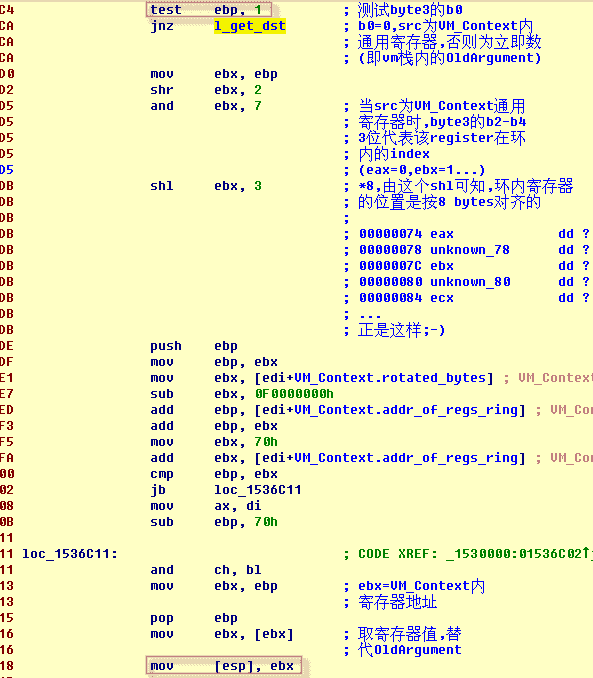 C4 test ebp, 1 ; 测试byte3的b0
CA jnz l_get_dst ; b0=0,src为VM_Context内
CA ; 通用寄存器,否则为立即数
CA ; (即vm栈内的OldArgument)
D0 mov ebx, ebp
D2 shr ebx, 2
D5 and ebx, 7 ; 当src为VM_Context通用
D5 ; 寄存器时,byte3的b2-b4
D5 ; 3位代表该register在环
D5 ; 内的index
D5 ; (eax=0,ebx=1...)
D8 shl ebx, 3 ; *8,由这个shl可知,环内寄存器
DB ; 的位置是按8 bytes对齐的
DB ;
DB ; 00000074 eax dd ?
DB ; 00000078 unknown_78 dd ?
DB ; 0000007C ebx dd ?
DB ; 00000080 unknown_80 dd ?
DB ; 00000084 ecx dd ?
DB ; ...
DB ; 正是这样;-)
DE push ebp
DF mov ebp, ebx
E1 mov ebx, [edi+VM_Context.rotated_bytes] ; VM_Context
E7 sub ebx, 0F0000000h
ED add ebp, [edi+VM_Context.addr_of_regs_ring] ; VM_Con
F3 add ebp, ebx
F5 mov ebx, 70h
FA add ebx, [edi+VM_Context.addr_of_regs_ring] ; VM_Con
00 cmp ebp, ebx
02 jb loc_1536C11
08 mov ax, di
0B sub ebp, 70h
11
11 loc_1536C11: ; CODE XREF: _1530000:01536C02↑j
11 and ch, bl
13 mov ebx, ebp ; ebx=VM_Context内
13 ; 寄存器地址
15 pop ebp
16 mov ebx, [ebx] ; 取寄存器值,替
16 ; 代OldArgument
18 mov [esp], ebx